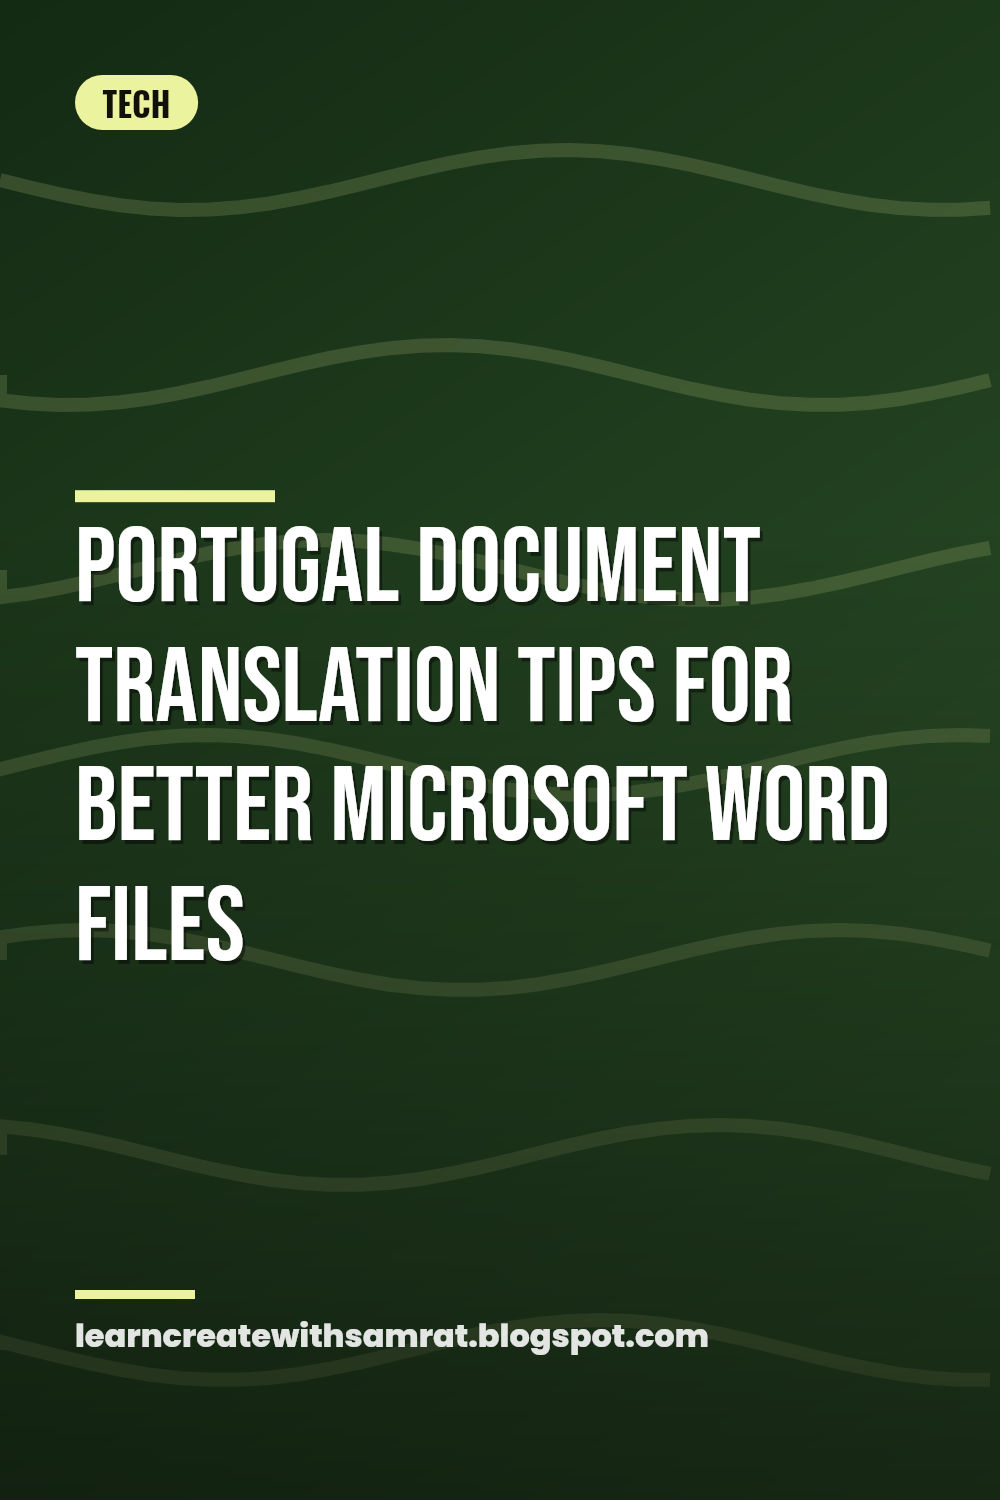 TECH
PORTUGAL DOCUMENT
TRANSLATION TIPS FOR
BETTER MICROSOFT WORD
FILES
learncreatewithsamrat.blogspot.com